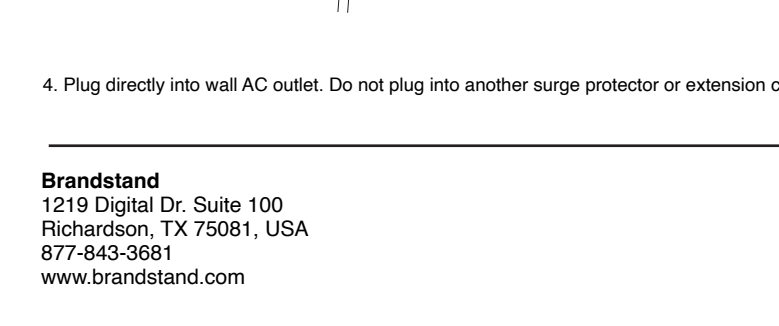 4. Plug directly into wall AC outlet. Do not plug into another surge protector or extension
Brandstand
1219 Digital Dr. Suite 100
Richardson, TX 75081, USA
877-843-3681
www.brandstand.com